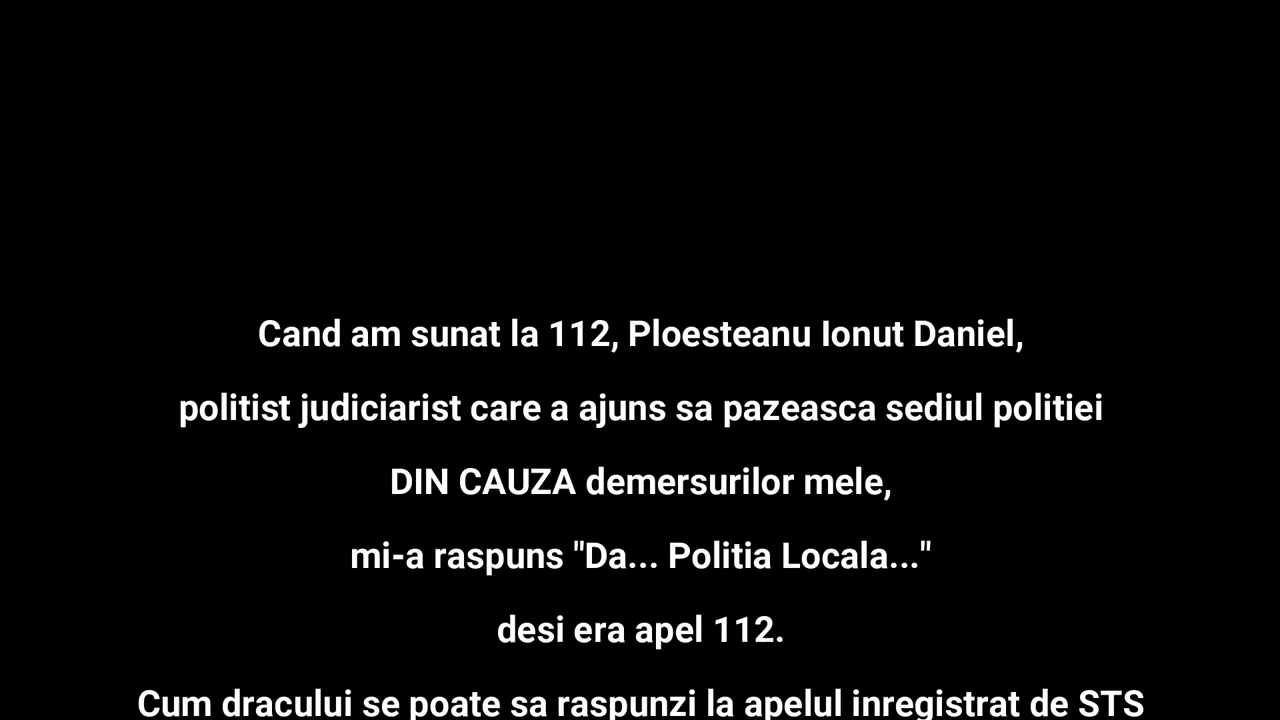 Cand am sunat la 112, Ploesteanu Ionut Daniel,
politist judiciarist care a ajuns sa pazeasca sediul politiei
DIN CAUZA demersurilor mele,
mi-a raspuns "Da... Politia Locala..."
desi era apel 112.
Cum dracului se poate sa raspunzi la apelul inregistrat de STS